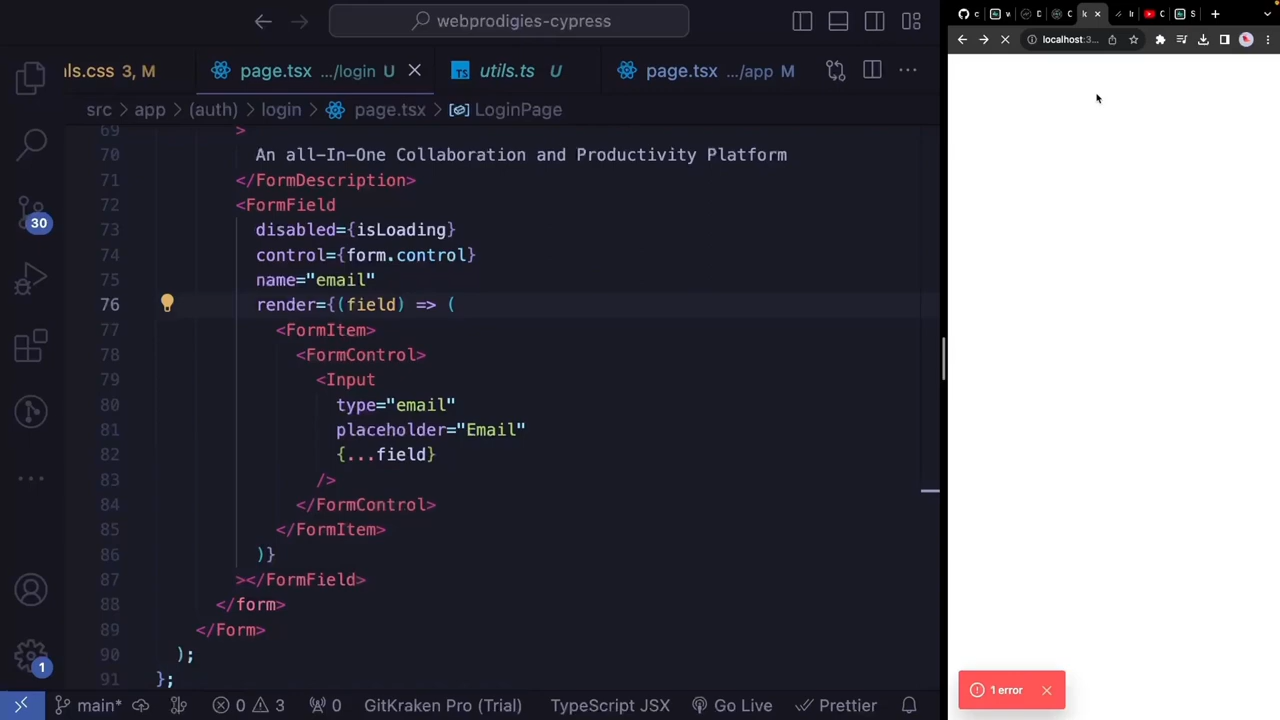 webprodigies-cypress
ls.css 3, M
page.tsx .../login U
TS utils.ts U
page.tsx .../app M
src > app > (auth) > login > page.tsx > LoginPage
69 >
70 An all-In-One Collaboration and Productivity Platform
71 </FormDescription>
72 <FormField
73 disabled={isLoading}
74 control={form.control}
75 name="email"
76 render={(field) => (
77 <FormItem>
78 <FormControl>
79 <Input
80 type="email"
81 placeholder="Email"
82 {...field}
83 />
84 </FormControl>
85 </FormItem>
86 )}
87 ></FormField>
88 </form>
89 </Form>
90 );
91 };
30
1
main* 0 3 0 GitKraken Pro (Trial) TypeScript JSX Go Live Prettier
localhost:3...
1 error